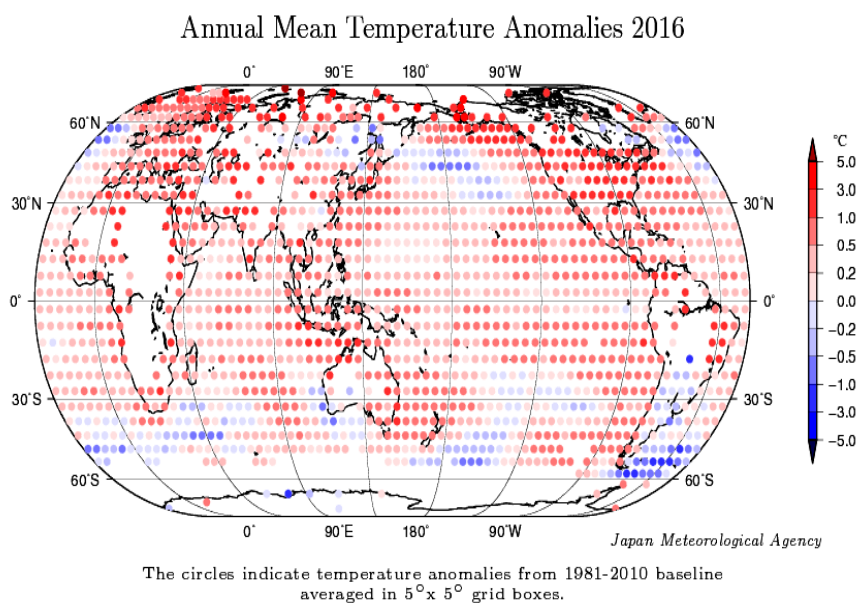 Annual Mean Temperature Anomalies 2016
0° 90°E 180° 90°W
60°N 60°N
30°N 30°N
0° 0°
30°S 30°S
60°S 60°S
0° 90°E 180° 90°W
°C
5.0
3.0
1.0
0.5
0.2
0.0
−0.2
−0.5
−1.0
−3.0
−5.0
Japan Meteorological Agency
The circles indicate temperature anomalies from 1981-2010 baseline
averaged in 5°x 5° grid boxes.